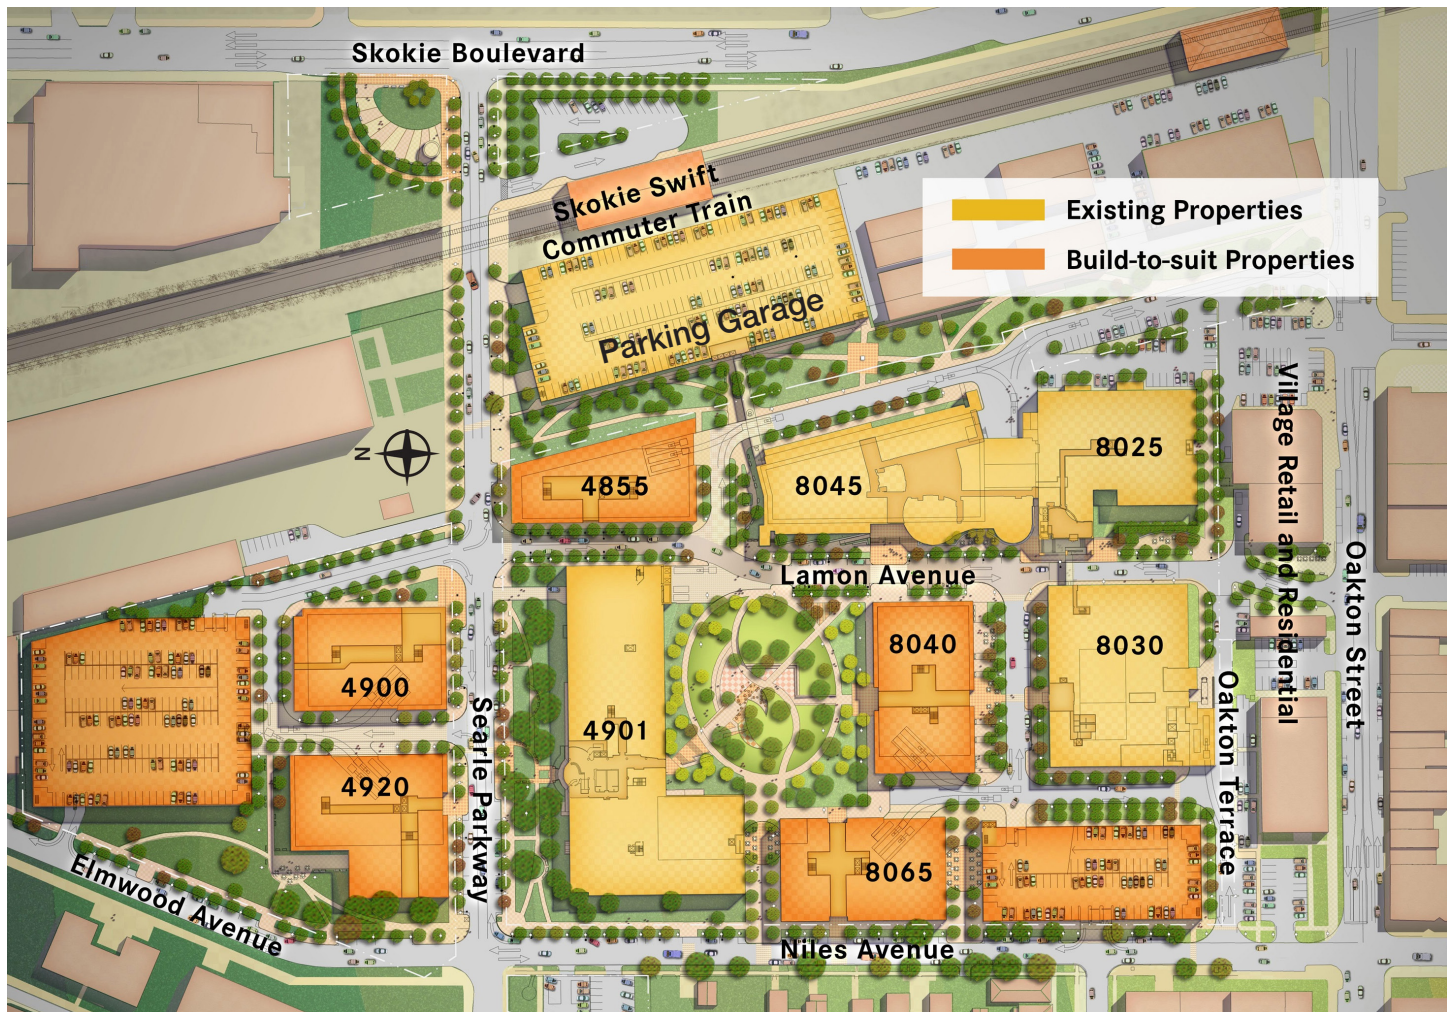 Skokie Boulevard
Skokie Swift
Commuter Train
Existing Properties
Build-to-suit Properties
Parking Garage
N
4855
8045
8025
Village Retail and Residential
Lamon Avenue
Oakton Street
4900
4901
8040
8030
4920
Searle Parkway
Oakton Terrace
8065
Elmwood Avenue
Niles Avenue